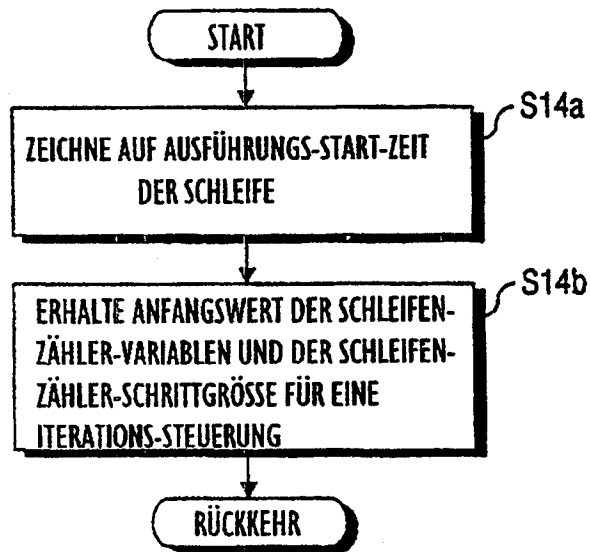 START
S14a
ZEICHNE AUF AUSFÜHRUNGS-START-ZEIT
DER SCHLEIFE
S14b
ERHALTE ANFANGSWERT DER SCHLEIFEN-
ZÄHLER-VARIABLEN UND DER SCHLEIFEN-
ZÄHLER-SCHRITTGRÖSSE FÜR EINE
ITERATIONS-STEUERUNG
RÜCKKEHR